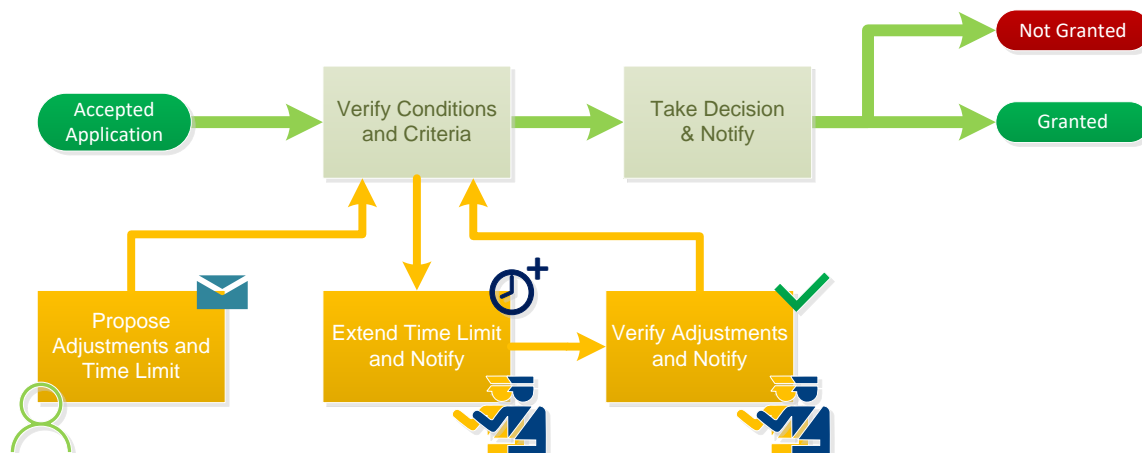 Not Granted
Accepted
Application
Verify Conditions
and Criteria
Take Decision
& Notify
Granted
Propose
Adjustments and
Time Limit
Extend Time Limit
and Notify
Verify Adjustments
and Notify